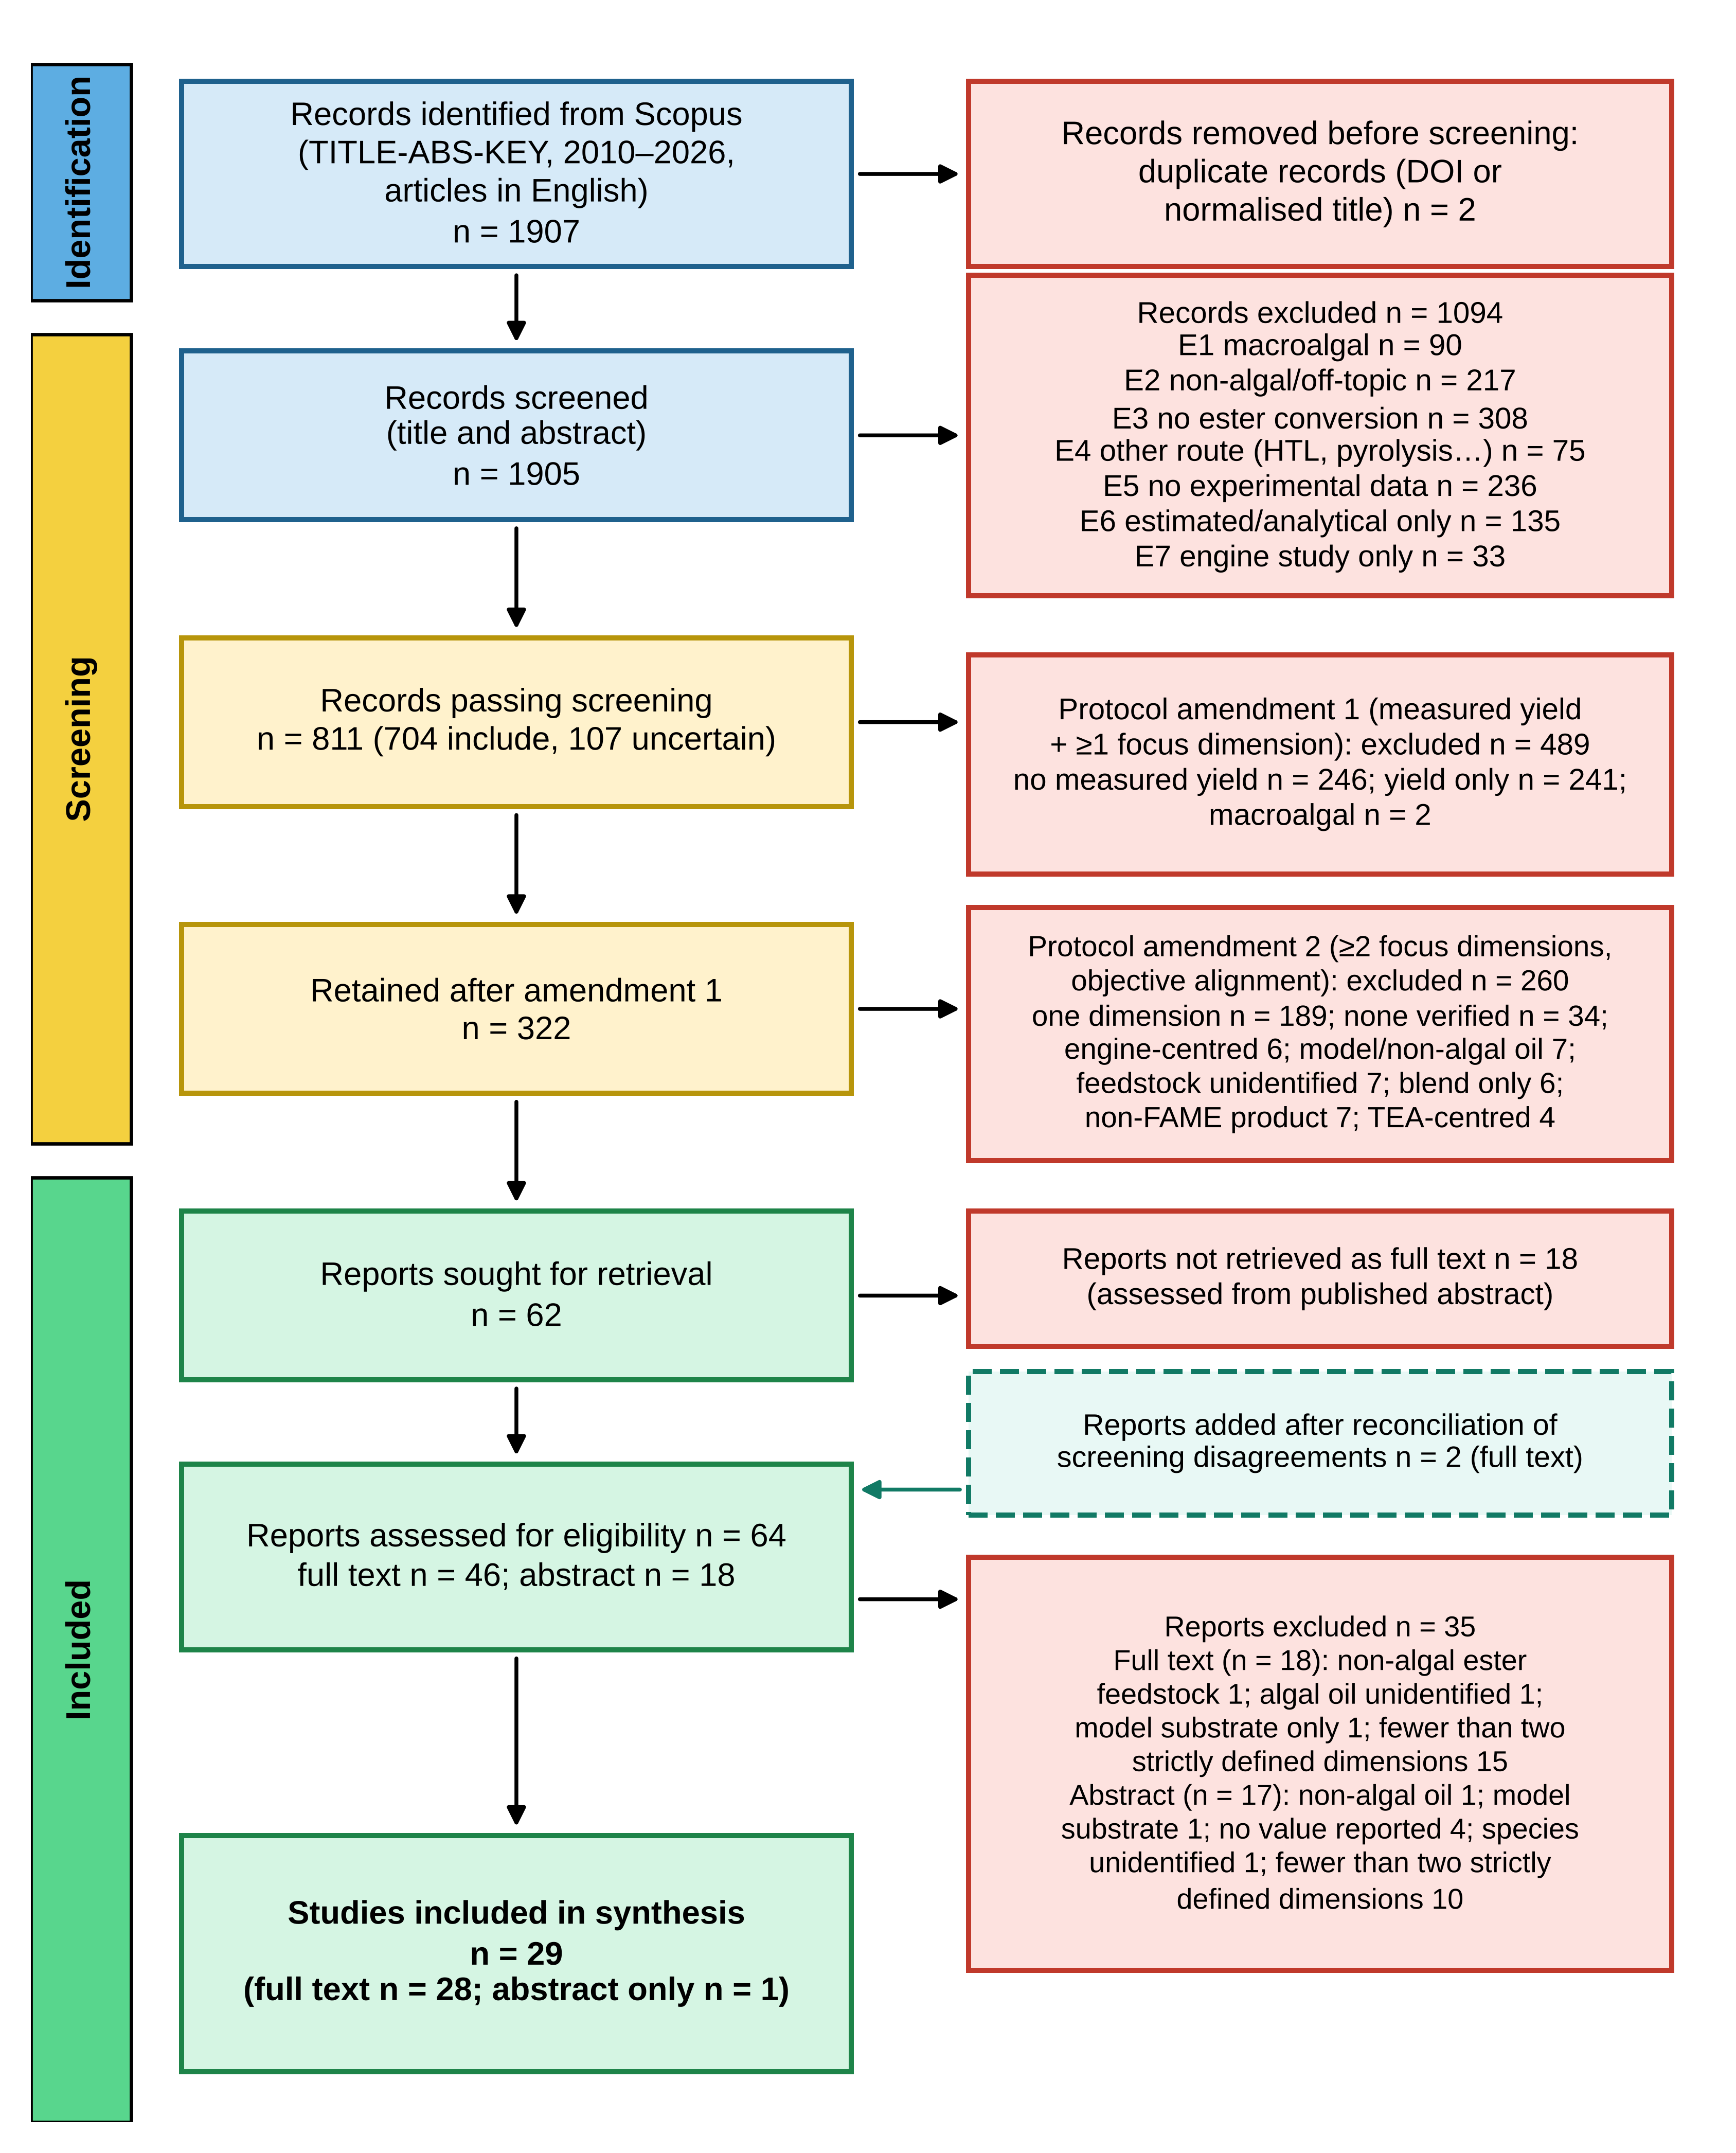 Identification
Records identified from Scopus
(TITLE-ABS-KEY, 2010–2026,
articles in English)
n = 1907
Records removed before screening:
duplicate records (DOI or
normalised title) n = 2
Screening
Records screened
(title and abstract)
n = 1905
Records excluded n = 1094
E1 macroalgal n = 90
E2 non-algal/off-topic n = 217
E3 no ester conversion n = 308
E4 other route (HTL, pyrolysis…) n = 75
E5 no experimental data n = 236
E6 estimated/analytical only n = 135
E7 engine study only n = 33
Records passing screening
n = 811 (704 include, 107 uncertain)
Protocol amendment 1 (measured yield
+ ≥1 focus dimension): excluded n = 489
no measured yield n = 246; yield only n = 241;
macroalgal n = 2
Retained after amendment 1
n = 322
Protocol amendment 2 (≥2 focus dimensions,
objective alignment): excluded n = 260
one dimension n = 189; none verified n = 34;
engine-centred 6; model/non-algal oil 7;
feedstock unidentified 7; blend only 6;
non-FAME product 7; TEA-centred 4
Included
Reports sought for retrieval
n = 62
Reports not retrieved as full text n = 18
(assessed from published abstract)
Reports added after reconciliation of
screening disagreements n = 2 (full text)
Reports assessed for eligibility n = 64
full text n = 46; abstract n = 18
Reports excluded n = 35
Full text (n = 18): non-algal ester
feedstock 1; algal oil unidentified 1;
model substrate only 1; fewer than two
strictly defined dimensions 15
Abstract (n = 17): non-algal oil 1; model
substrate 1; no value reported 4; species
unidentified 1; fewer than two strictly
defined dimensions 10
Studies included in synthesis
n = 29
(full text n = 28; abstract only n = 1)